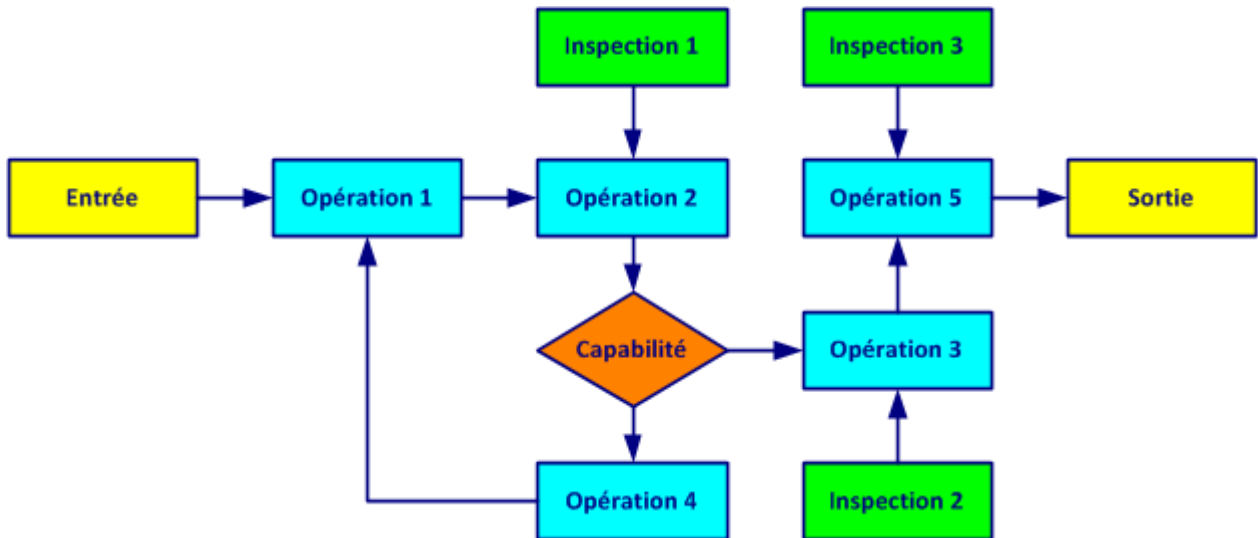 Inspection 1
Inspection 3
Entrée
Opération 1
Opération 2
Opération 5
Sortie
Capabilité
Opération 3
Opération 4
Inspection 2